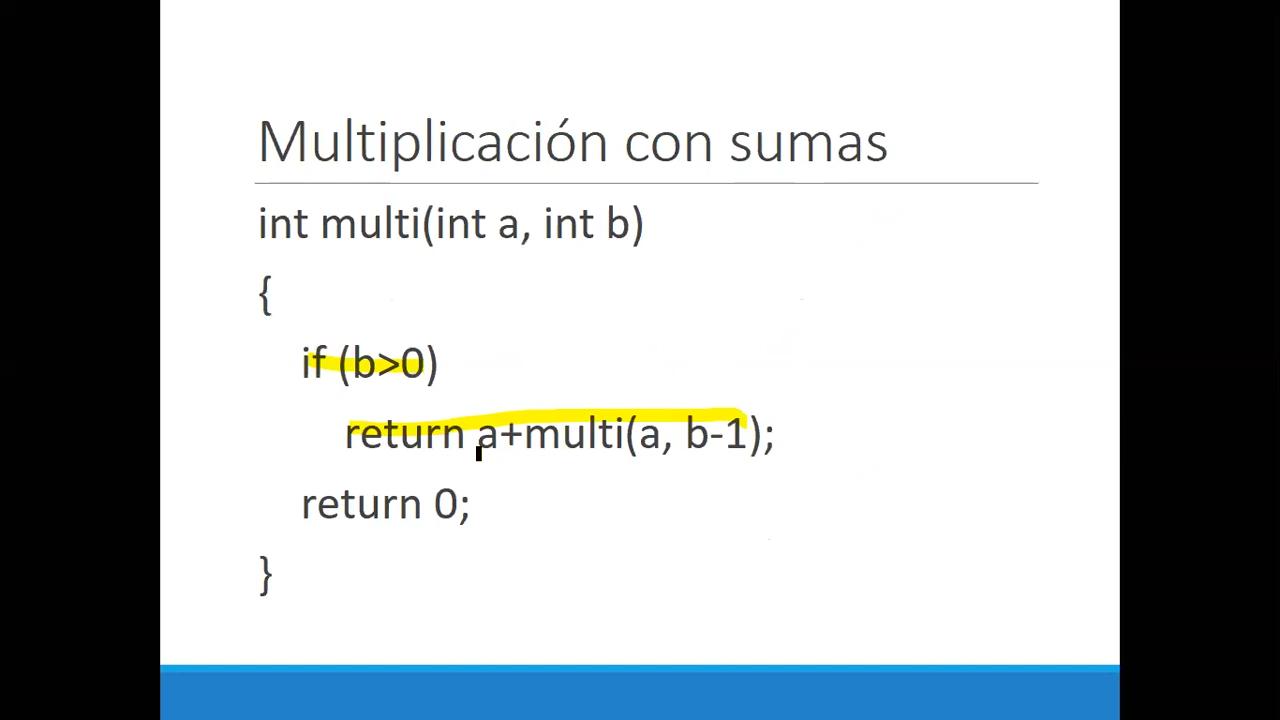 Multiplicación con sumas
int multi(int a, int b)
{
if (b>0)
return a+multi(a, b-1);
return 0;
}